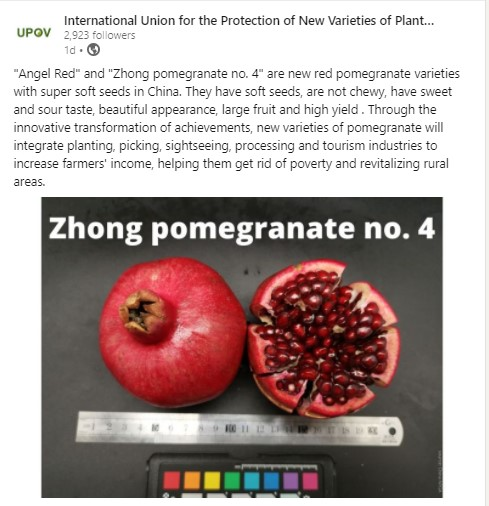 UPOV
International Union for the Protection of New Varieties of Plant...
2,923 followers
1d •
"Angel Red" and "Zhong pomegranate no. 4" are new red pomegranate varieties
with super soft seeds in China. They have soft seeds, are not chewy, have sweet
and sour taste, beautiful appearance, large fruit and high yield . Through the
innovative transformation of achievements, new varieties of pomegranate will
integrate planting, picking, sightseeing, processing and tourism industries to
increase farmers' income, helping them get rid of poverty and revitalizing rural
areas.
Zhong pomegranate no. 4